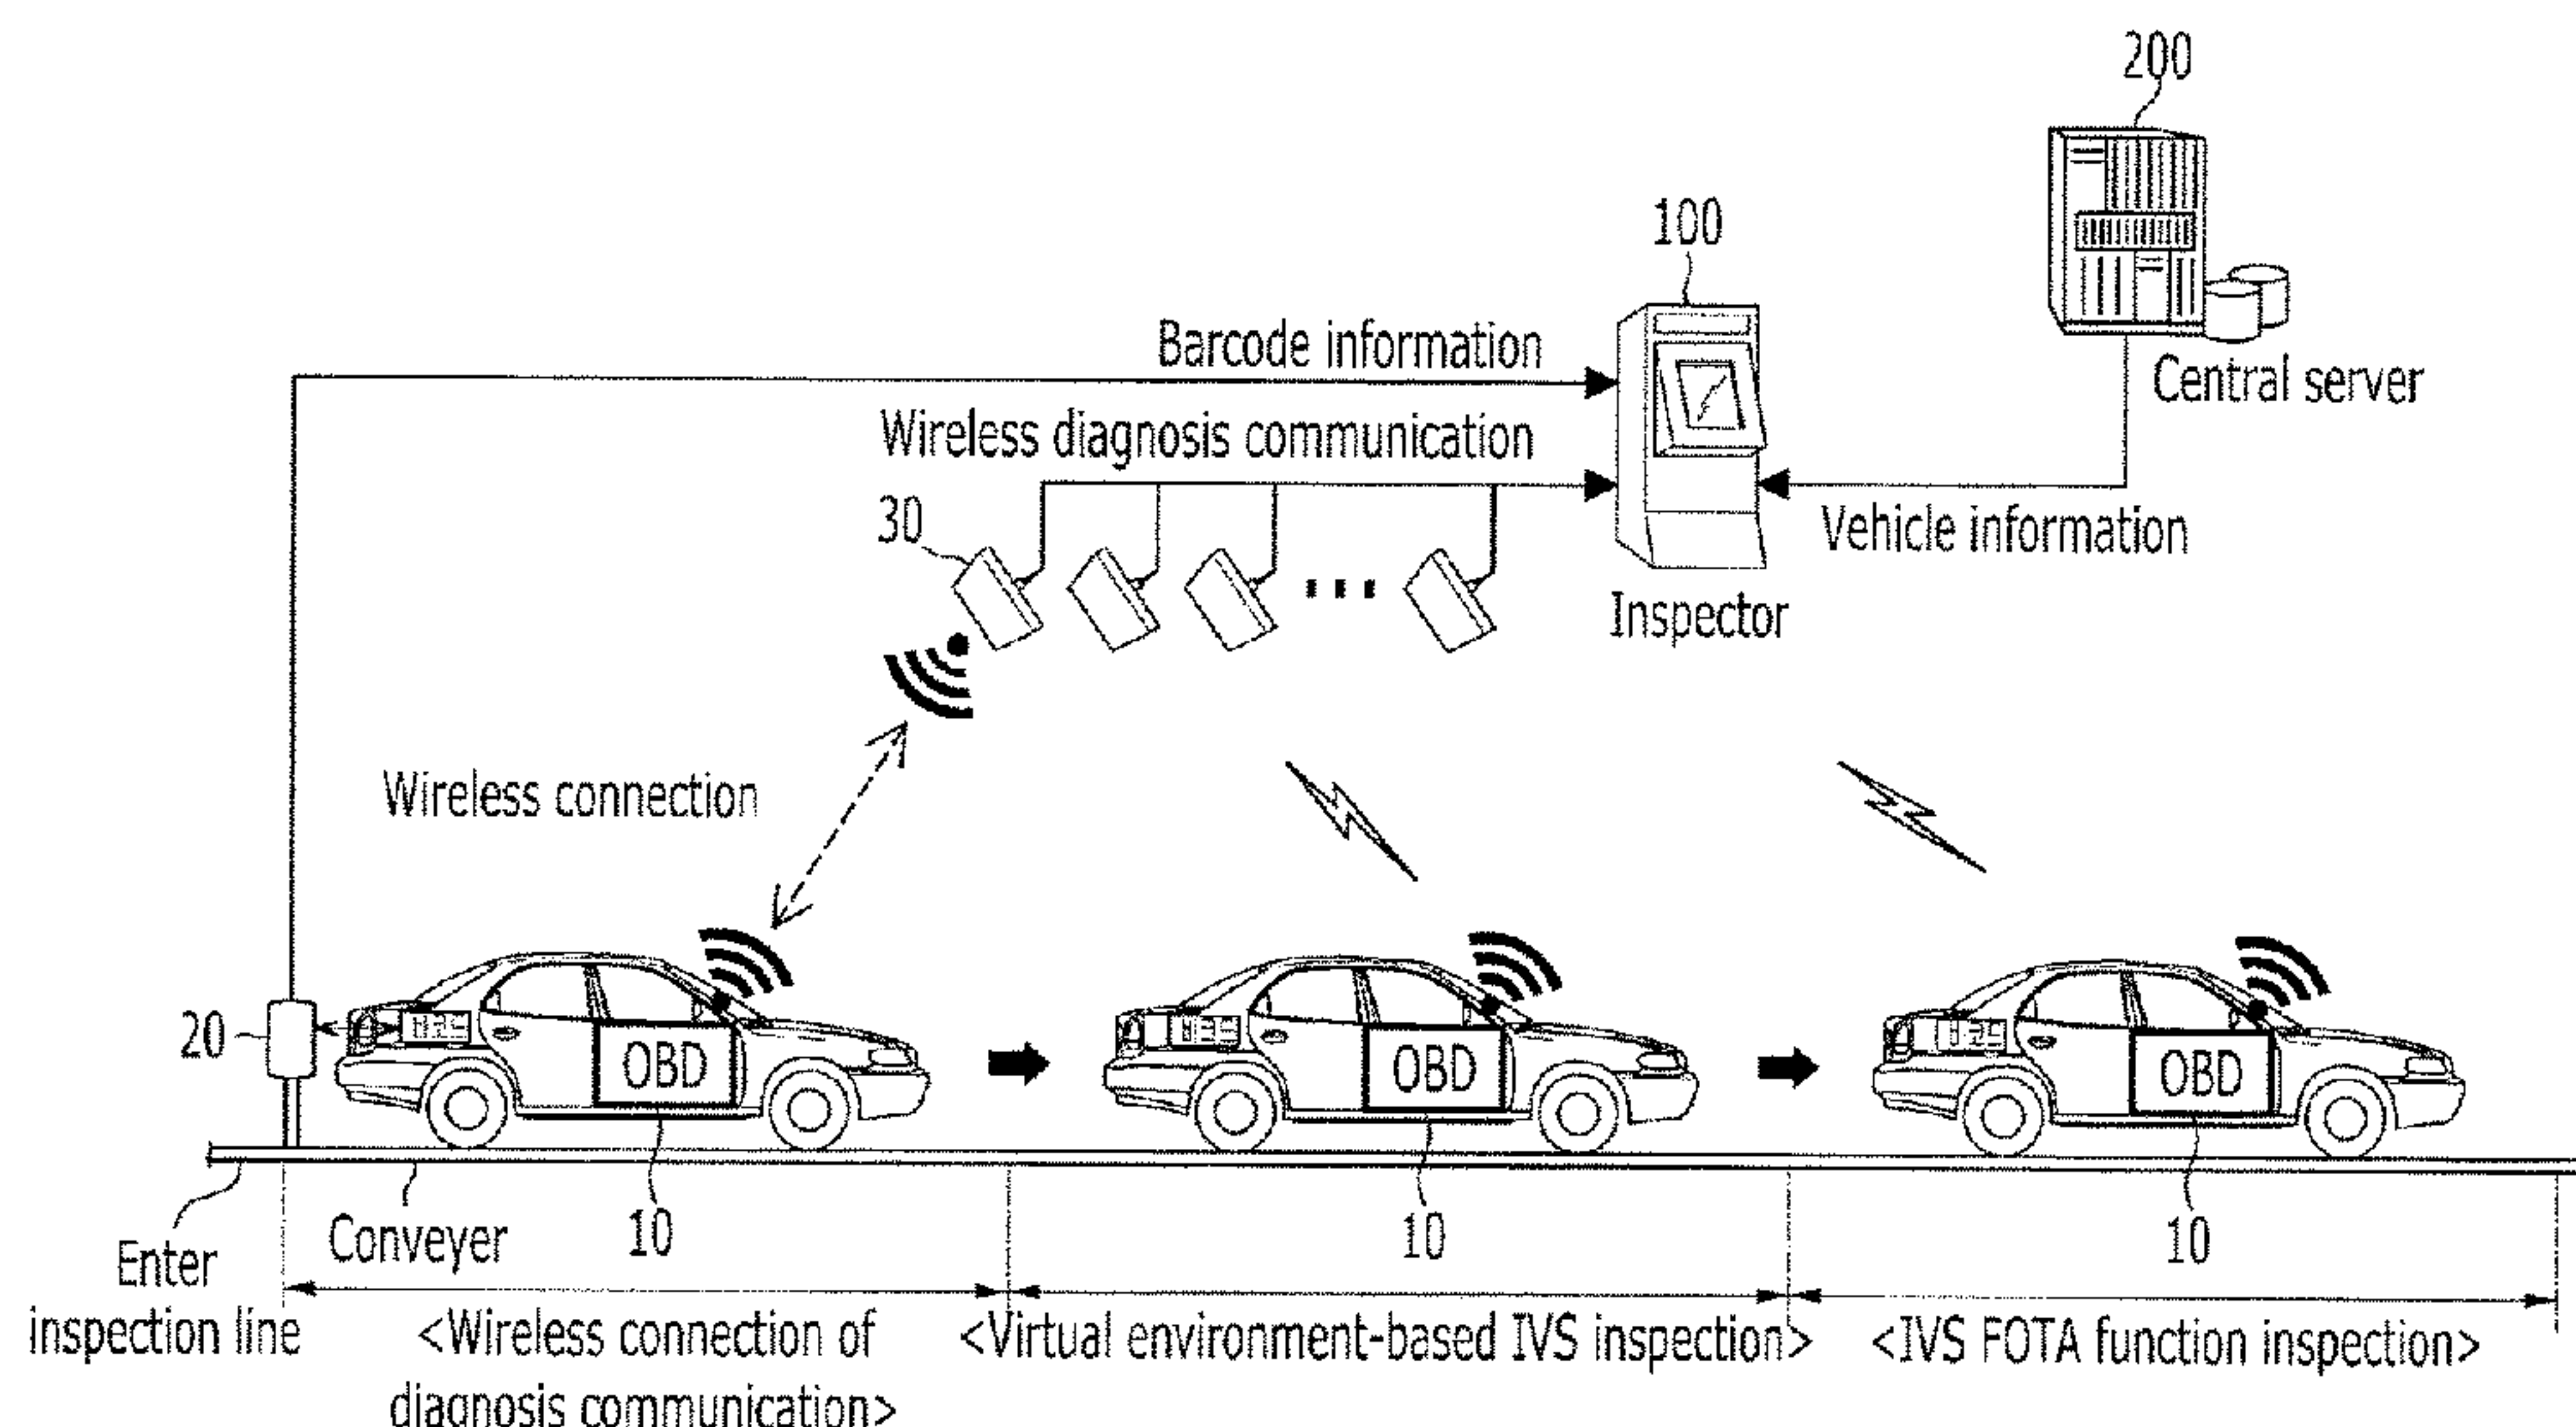 200
100
Barcode information
Central server
Wireless diagnosis communication
30
Vehicle information
Inspector
Wireless connection
20
OBD
OBD
OBD
10
10
10
Conveyer
Enter
inspection line
<Wireless connection of
diagnosis communication>
<Virtual environment-based IVS inspection>
<IVS FOTA function inspection>